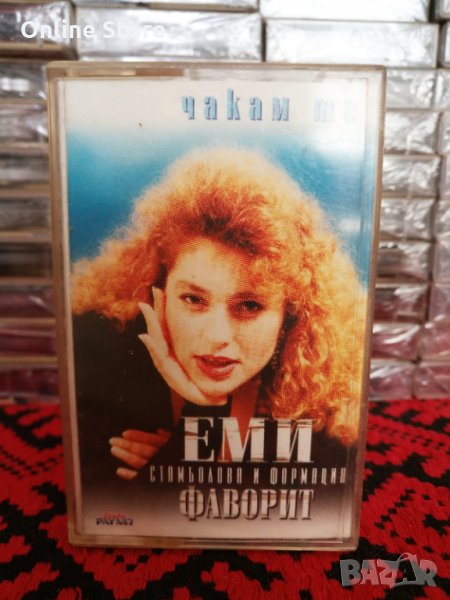 Online Store
чакам те
ЕМИ
СТАМБОЛОВА И ФОРМАЦИЯ
ФАВОРИТ
PAYNER
BAZAR